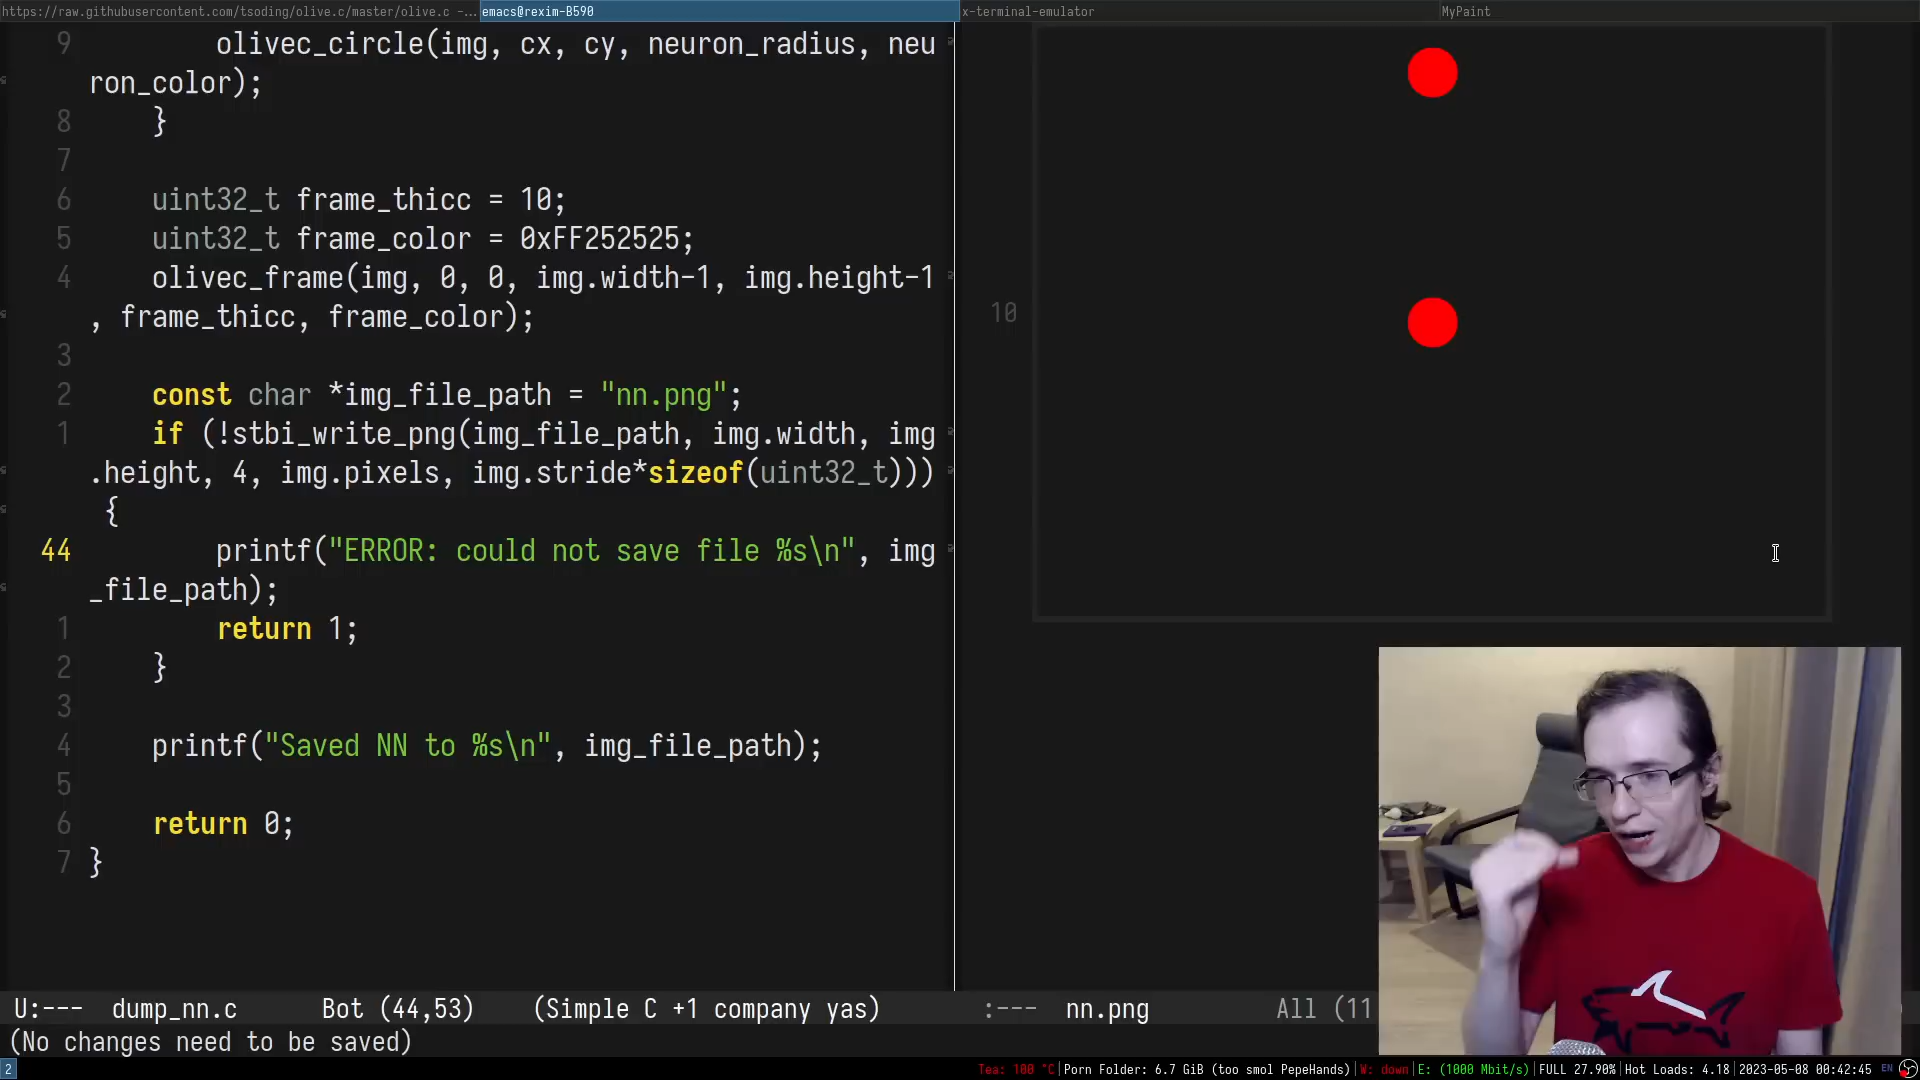 https://raw.githubusercontent.com/tsoding/olive.c/master/olive.c -...
emacs@rexim-B590
x-terminal-emulator
MyPaint
9 olivec_circle(img, cx, cy, neuron_radius, neu
ron_color);
8 }
7
6 uint32_t frame_thicc = 10;
5 uint32_t frame_color = 0xFF252525;
4 olivec_frame(img, 0, 0, img.width-1, img.height-1
, frame_thicc, frame_color);
3
2 const char *img_file_path = "nn.png";
1 if (!stbi_write_png(img_file_path, img.width, img
.height, 4, img.pixels, img.stride*sizeof(uint32_t)))
{
44 printf("ERROR: could not save file %s\n", img
_file_path);
1 return 1;
2 }
3
4 printf("Saved NN to %s\n", img_file_path);
5
6 return 0;
7 }
10
U:--- dump_nn.c Bot (44,53) (Simple C +1 company yas)
:--- nn.png All (11
(No changes need to be saved)
2
Tea: 100 °C|Porn Folder: 6.7 GiB (too smol PepeHands)|W: down|E: (1000 Mbit/s)|FULL 27.90%|Hot Loads: 4.18|2023-05-08 00:42:45 EN